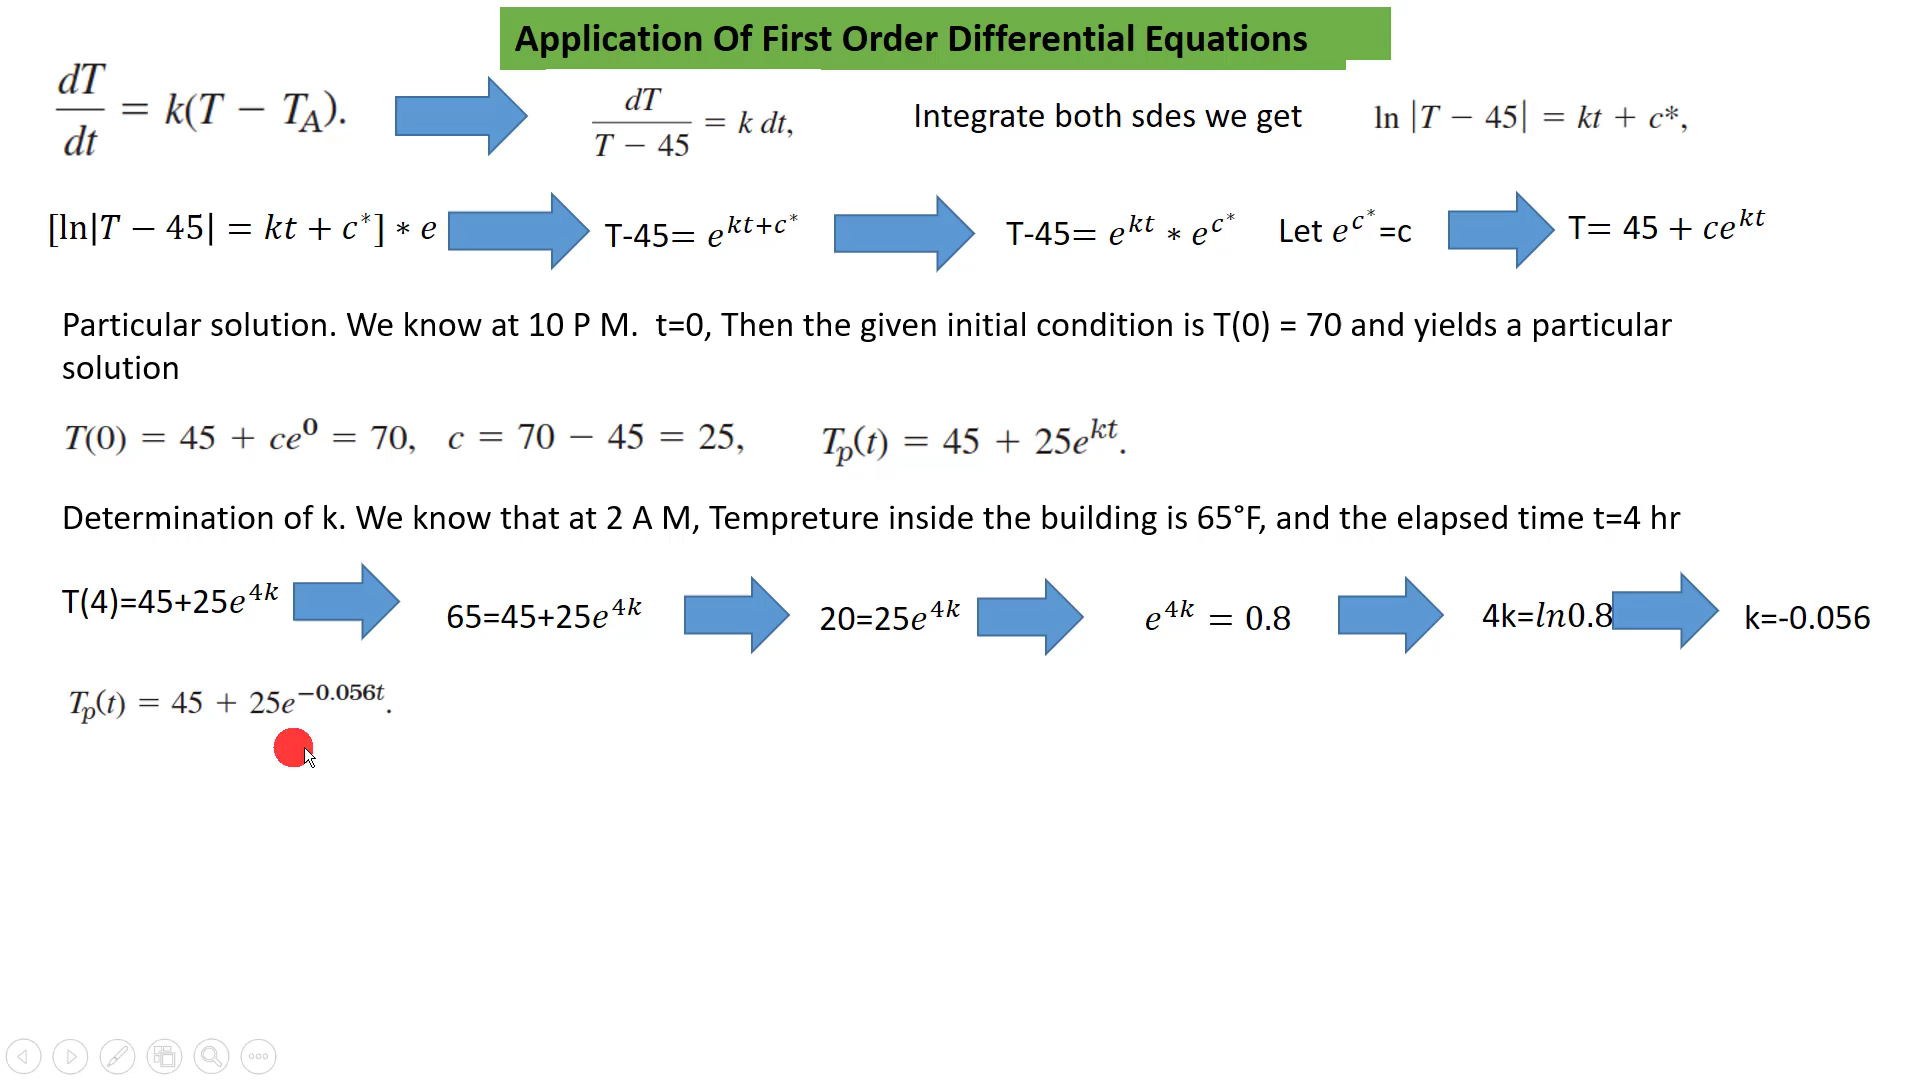 Application Of First Order Differential Equations
dT/dt = k(T − T_A). dT/(T − 45) = k dt, Integrate both sdes we get ln |T − 45| = kt + c*,
[ln|T − 45| = kt + c*] * e T-45= e^{kt+c*} T-45= e^{kt} * e^{c*} Let e^{c*}=c T= 45 + ce^{kt}
Particular solution. We know at 10 P M. t=0, Then the given initial condition is T(0) = 70 and yields a particular
solution
T(0) = 45 + ce^0 = 70, c = 70 − 45 = 25, T_p(t) = 45 + 25e^{kt}.
Determination of k. We know that at 2 A M, Tempreture inside the building is 65°F, and the elapsed time t=4 hr
T(4)=45+25e^{4k} 65=45+25e^{4k} 20=25e^{4k} e^{4k} = 0.8 4k=ln0.8 k=-0.056
T_p(t) = 45 + 25e^{−0.056t}.